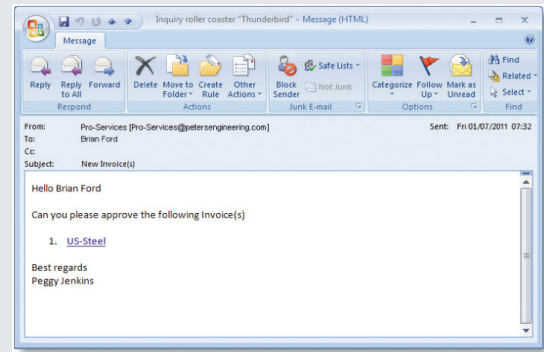 Inquiry roller coaster "Thunderbird" - Message (HTML)
Message
Reply
Reply to All
Forward
Delete
Move to Folder
Create Rule
Other Actions
Block Sender
Safe Lists
Not Junk
Categorize
Follow Up
Mark as Unread
Find
Related
Select
Respond
Actions
Junk E-mail
Options
Find
From: Pro-Services [Pro-Services@petersengineering.com]
Sent: Fri 01/07/2011 07:32
To: Brian Ford
Cc:
Subject: New Invoice(s)
Hello Brian Ford
Can you please approve the following Invoice(s)
1. US-Steel
Best regards
Peggy Jenkins